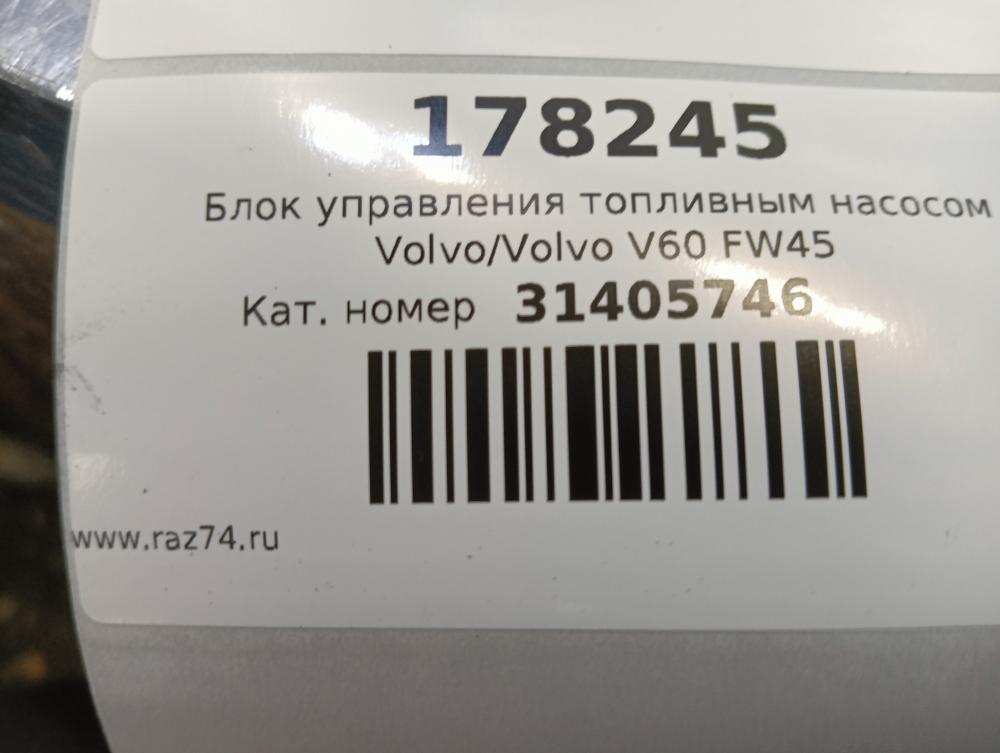 178245
Блок управления топливным насосом
Volvo/Volvo V60 FW45
Кат. номер 31405746
www.raz74.ru